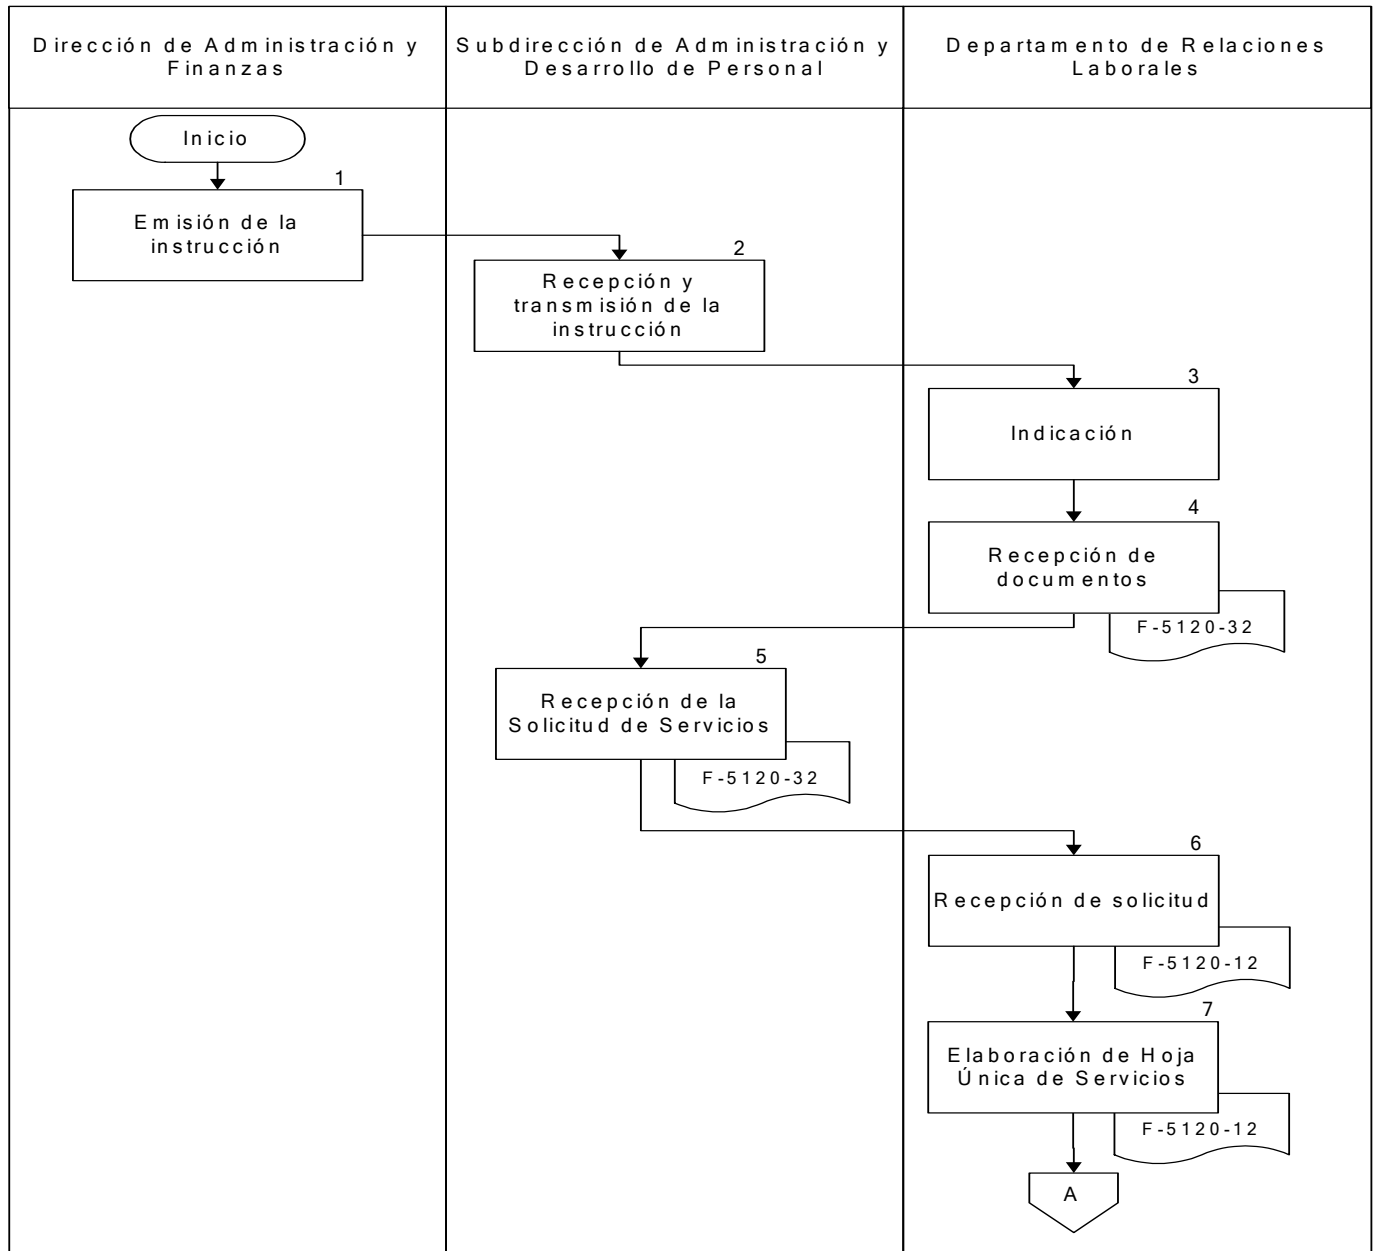 Dirección de Administración y
Finanzas
Subdirección de Administración y
Desarrollo de Personal
Departamento de Relaciones
Laborales
Inicio
1
Emisión de la
instrucción
2
Recepción y
transmisión de la
instrucción
3
Indicación
4
Recepción de
documentos
F-5120-32
5
Recepción de la
Solicitud de Servicios
F-5120-32
6
Recepción de solicitud
F-5120-12
7
Elaboración de Hoja
Única de Servicios
F-5120-12
A